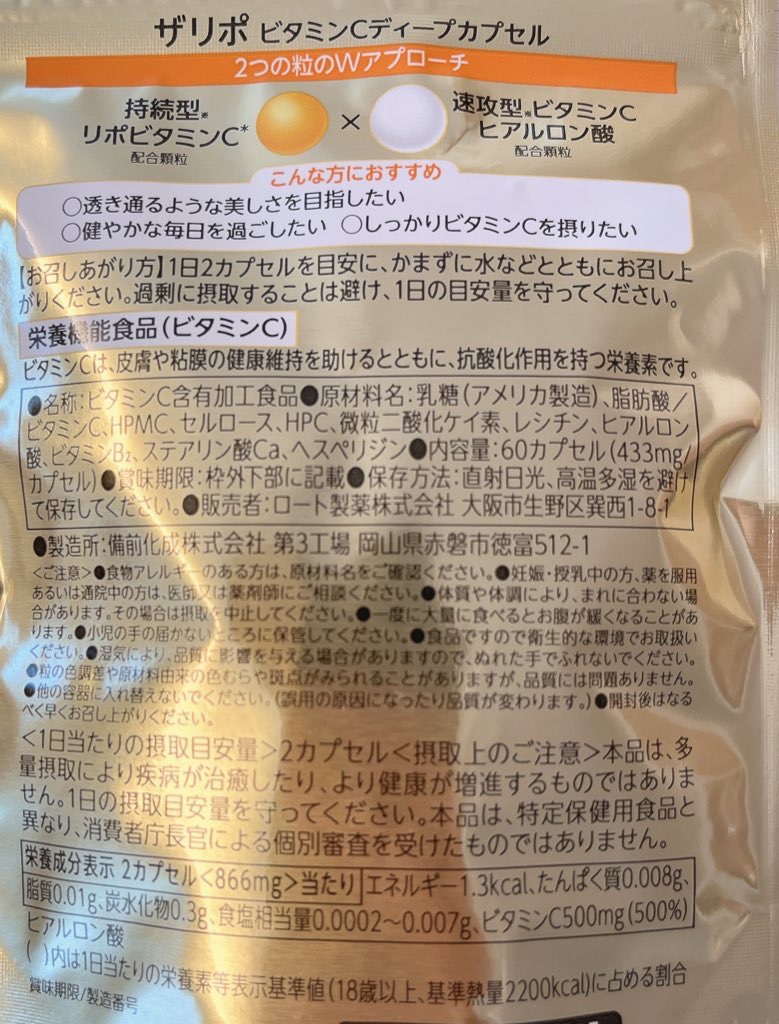 ザリポ ビタミンCディープカプセル
2つの粒のWアプローチ
持続型※
リポビタミンC*
配合顆粒
×
速攻型※ビタミンC
ヒアルロン酸
配合顆粒
こんな方におすすめ
○透き通るような美しさを目指したい
○健やかな毎日を過ごしたい ○しっかりビタミンCを摂りたい
【お召しあがり方】1日2カプセルを目安に、かまずに水などとともにお召し上
がりください。過剰に摂取することは避け、1日の目安量を守ってください。
栄養機能食品(ビタミンC)
ビタミンCは、皮膚や粘膜の健康維持を助けるとともに、抗酸化作用を持つ栄養素です。
●名称:ビタミンC含有加工食品●原材料名:乳糖(アメリカ製造)、脂肪酸/
ビタミンC、HPMC、セルロース、HPC、微粒二酸化ケイ素、レシチン、ヒアルロン
酸、ビタミンB₂、ステアリン酸Ca、ヘスペリジン●内容量:60カプセル(433mg/
カプセル)●賞味期限:枠外下部に記載●保存方法:直射日光、高温多湿を避け
て保存してください。●販売者:ロート製薬株式会社 大阪市生野区巽西1-8-1
●製造所:備前化成株式会社 第3工場 岡山県赤磐市徳富512-1
<ご注意>●食物アレルギーのある方は、原材料名をご確認ください。●妊娠・授乳中の方、薬を服用
あるいは通院中の方は、医師又は薬剤師にご相談ください。●体質や体調により、まれに合わない場
合があります。その場合は摂取を中止してください。●一度に大量に食べるとお腹が緩くなることがあ
ります。●小児の手の届かないところに保管してください。●食品ですので衛生的な環境でお取扱い
ください。●湿気により、品質に影響を与える場合がありますので、ぬれた手でふれないでください。
●粒の色調差や原材料由来の色むらや斑点がみられることがありますが、品質には問題ありません。
●他の容器に入れ替えないでください。(誤用の原因になったり品質が変わります。)●開封後はなる
べく早くお召し上がりください。
<1日当たりの摂取目安量>2カプセル<摂取上のご注意>本品は、多
量摂取により疾病が治癒したり、より健康が増進するものではありま
せん。1日の摂取目安量を守ってください。本品は、特定保健用食品と
異なり、消費者庁長官による個別審査を受けたものではありません。
栄養成分表示 2カプセル<866mg>当たり エネルギー1.3kcal、たんぱく質0.008g、
脂質0.01g、炭水化物0.3g、食塩相当量0.0002〜0.007g、ビタミンC500mg(500%)
ヒアルロン酸
( )内は1日当たりの栄養素等表示基準値(18歳以上、基準熱量2200kcal)に占める割合
賞味期限/製造番号